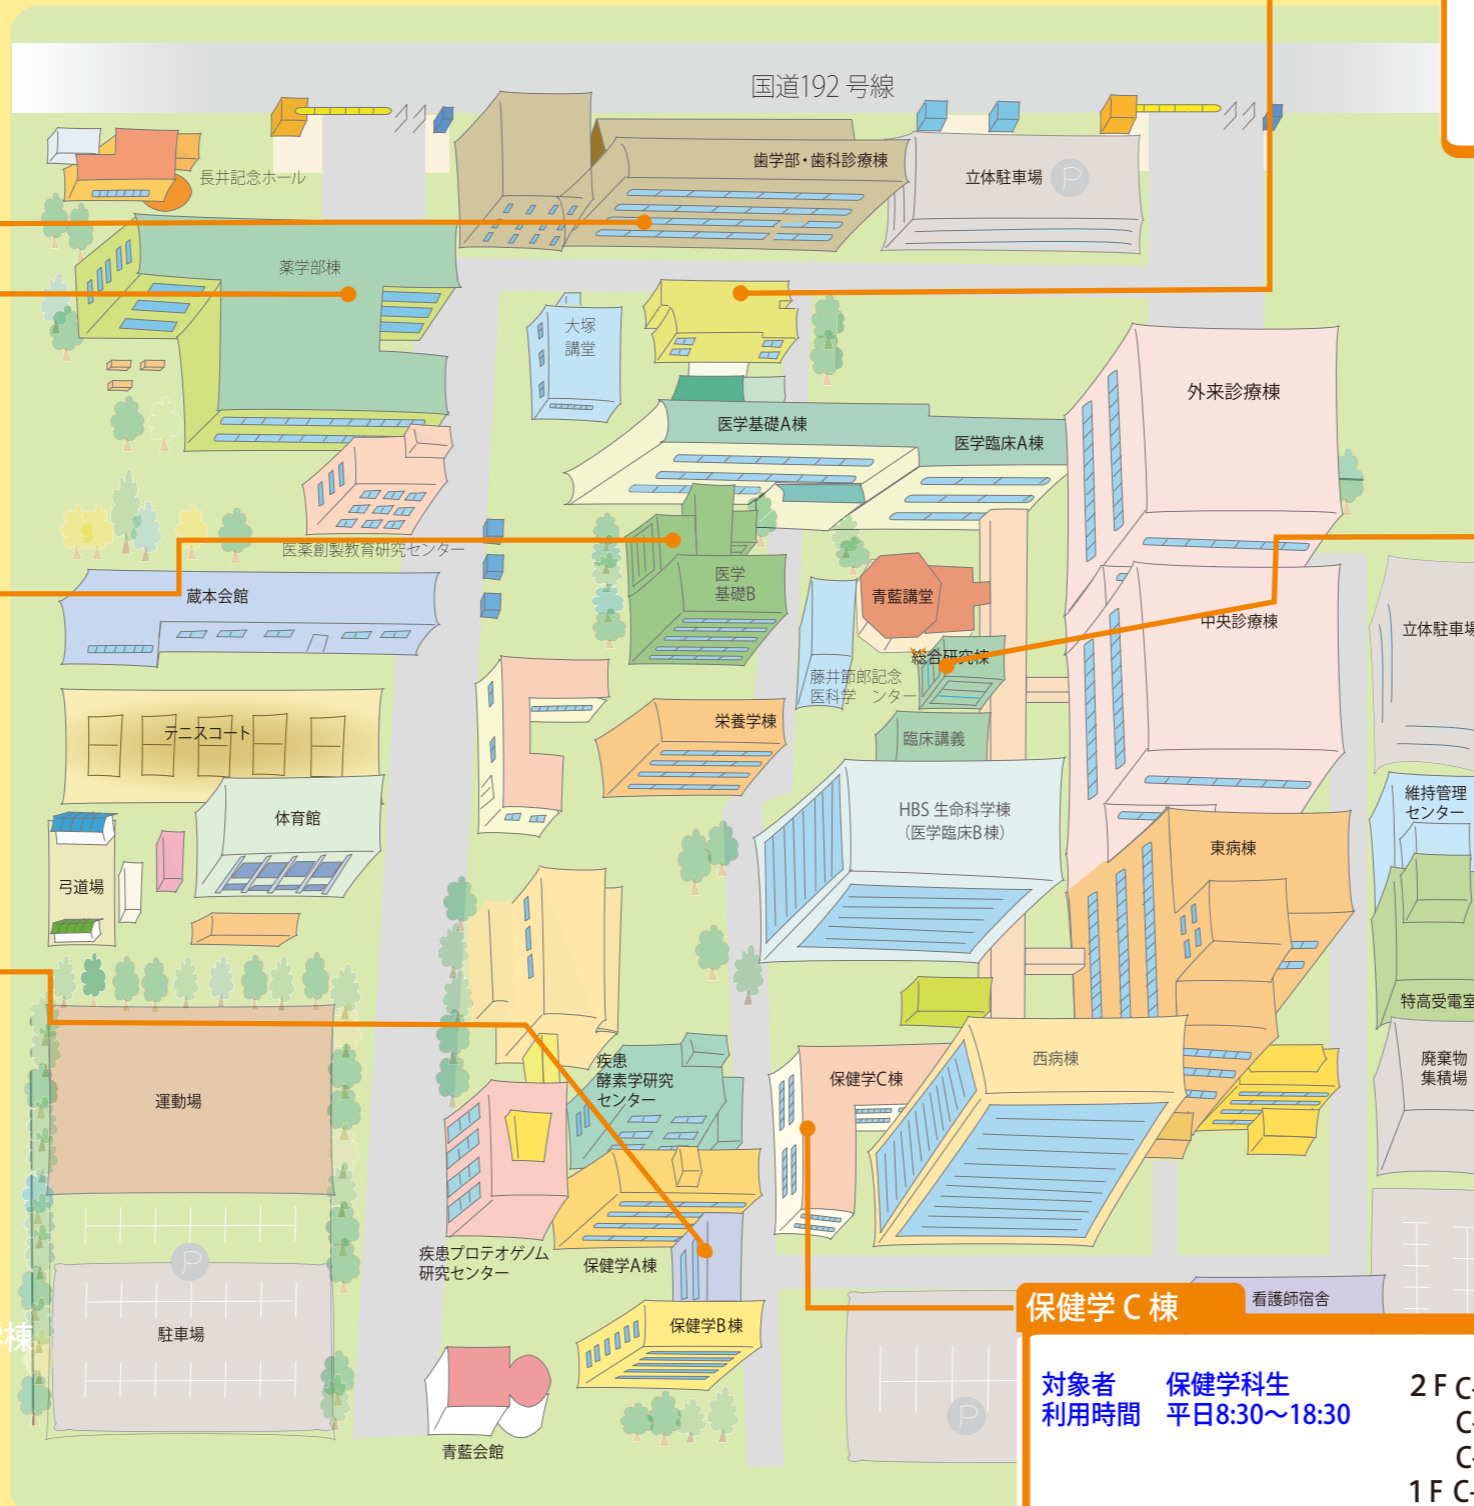 国道192 号線
長井記念ホール
歯学部・歯科診療棟
立体駐車場
P
薬学部棟
大塚
講堂
医学基礎A棟
医学臨床A棟
外来診療棟
医薬創製教育研究センター
蔵本会館
医学
基礎B
青藍講堂
中央診療棟
立体駐車場
総合研究棟
藤井節郎記念
医科学 ンター
テニスコート
栄養学棟
臨床講義
体育館
HBS 生命科学棟
（医学臨床B棟）
維持管理
センター
東病棟
弓道場
特高受電室
西病棟
廃棄物
集積場
疾患
酵素学研究
センター
保健学C棟
運動場
P
疾患プロテオゲノム
研究センター
保健学A棟
保健学 C 棟
看護師宿舎
棟
駐車場
保健学B棟
対象者 保健学科生
利用時間 平日8:30〜18:30
2 F C-
C-
C-
1 F C-
P
青藍会館